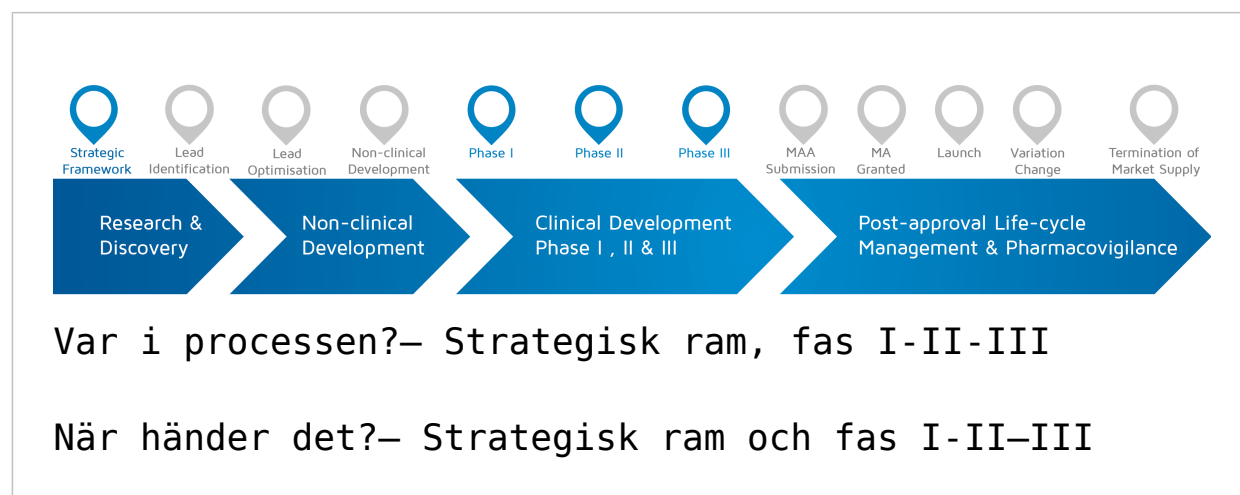 Strategic
Framework
Lead
Identification
Lead
Optimisation
Non-clinical
Development
Phase I
Phase II
Phase III
MAA
Submission
MA
Granted
Launch
Variation
Change
Termination of
Market Supply
Research &
Discovery
Non-clinical
Development
Clinical Development
Phase I , II & III
Post-approval Life-cycle
Management & Pharmacovigilance
Var i processen?– Strategisk ram, fas I-II-III
När händer det?– Strategisk ram och fas I-II–III